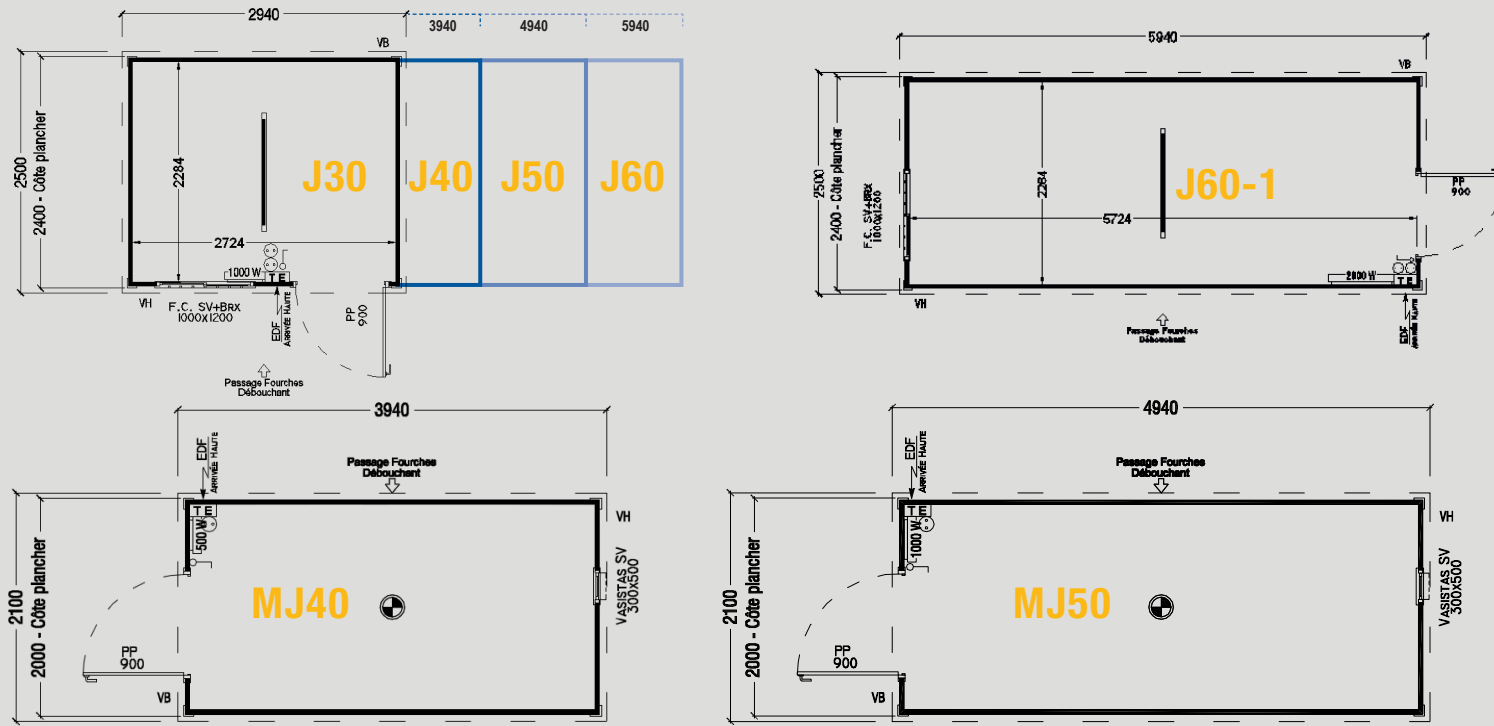 2940
3940
4940
5940
VB
2500
2400 - Côte plancher
2284
J30
J40
J50
J60
2724
1000 W
T E
VH
F.C. SV+BRX
1000X1200
EDF
ARRIVÉE HAUTE
PP
900
Passage Fourches
Débouchant
5940
VB
2500
2400 - Côte plancher
2284
J60-1
PP
900
F.C. SV+BRX
1000X1200
5724
2000 W
T E
VH
EDF
ARRIVÉE HAUTE
Passage Fourches
Débouchant
3940
EDF
ARRIVÉE HAUTE
Passage Fourches
Débouchant
T E
500 W
VH
2100
2000 - Côte plancher
MJ40
VASISTAS SV
300X500
PP
900
VB
4940
EDF
ARRIVÉE HAUTE
Passage Fourches
Débouchant
T E
1000 W
VH
2100
2000 - Côte plancher
MJ50
VASISTAS SV
300X500
PP
900
VB